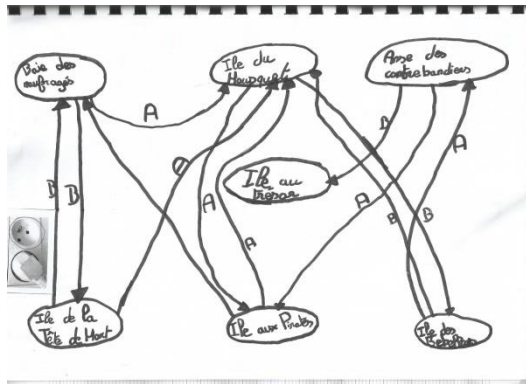 Baie des
naufragés
Ile du
Mousquet
Anse des
contrebandiers
A
B
Ile au
trésor
A
A
B
B
A
A
B
B
Ile de la
Tête de Mort
Ile aux Pirates
Ile des